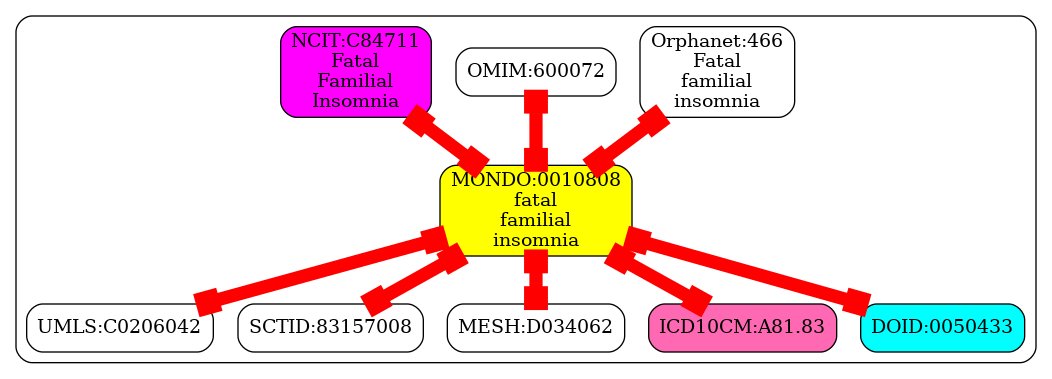 NCIT:C84711
Fatal
Familial
Insomnia
OMIM:600072
Orphanet:466
Fatal
familial
insomnia
MONDO:0010808
fatal
familial
insomnia
UMLS:C0206042
SCTID:83157008
MESH:D034062
ICD10CM:A81.83
DOID:0050433